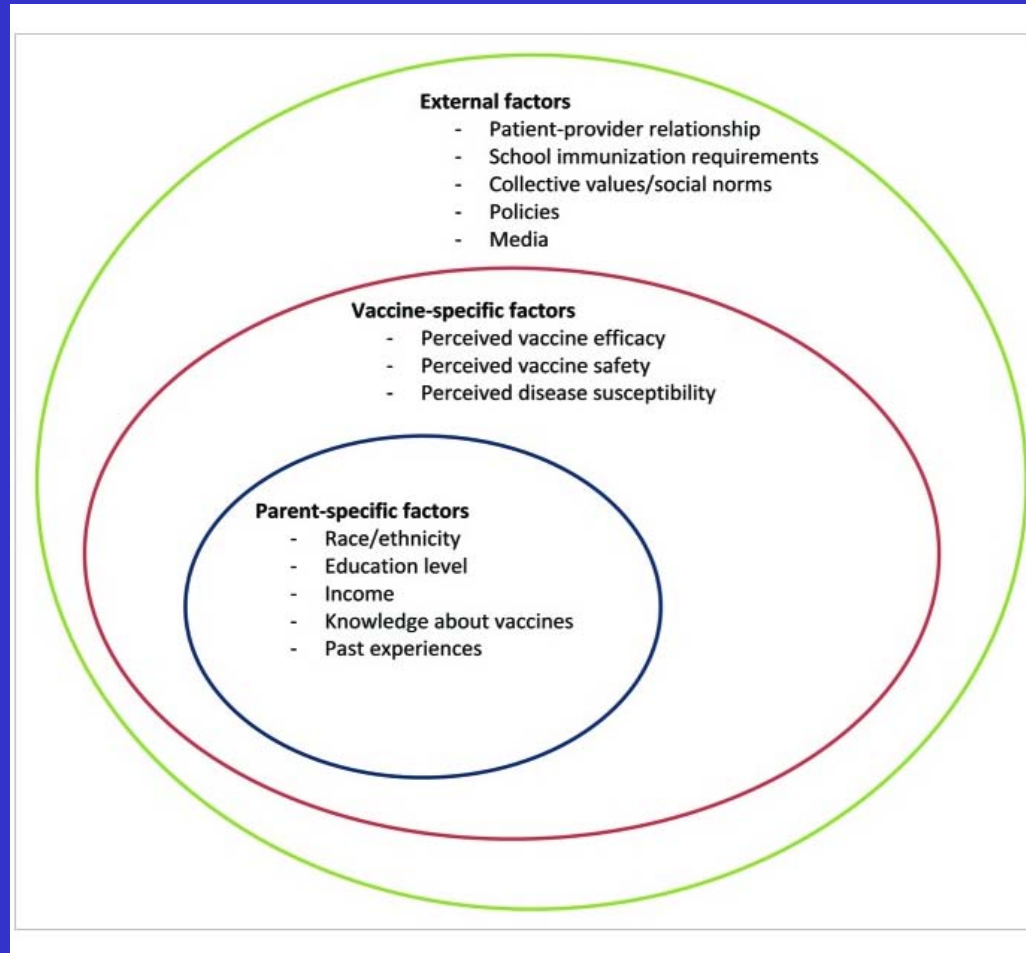 External factors
- Patient-provider relationship
- School immunization requirements
- Collective values/social norms
- Policies
- Media
Vaccine-specific factors
- Perceived vaccine efficacy
- Perceived vaccine safety
- Perceived disease susceptibility
Parent-specific factors
- Race/ethnicity
- Education level
- Income
- Knowledge about vaccines
- Past experiences